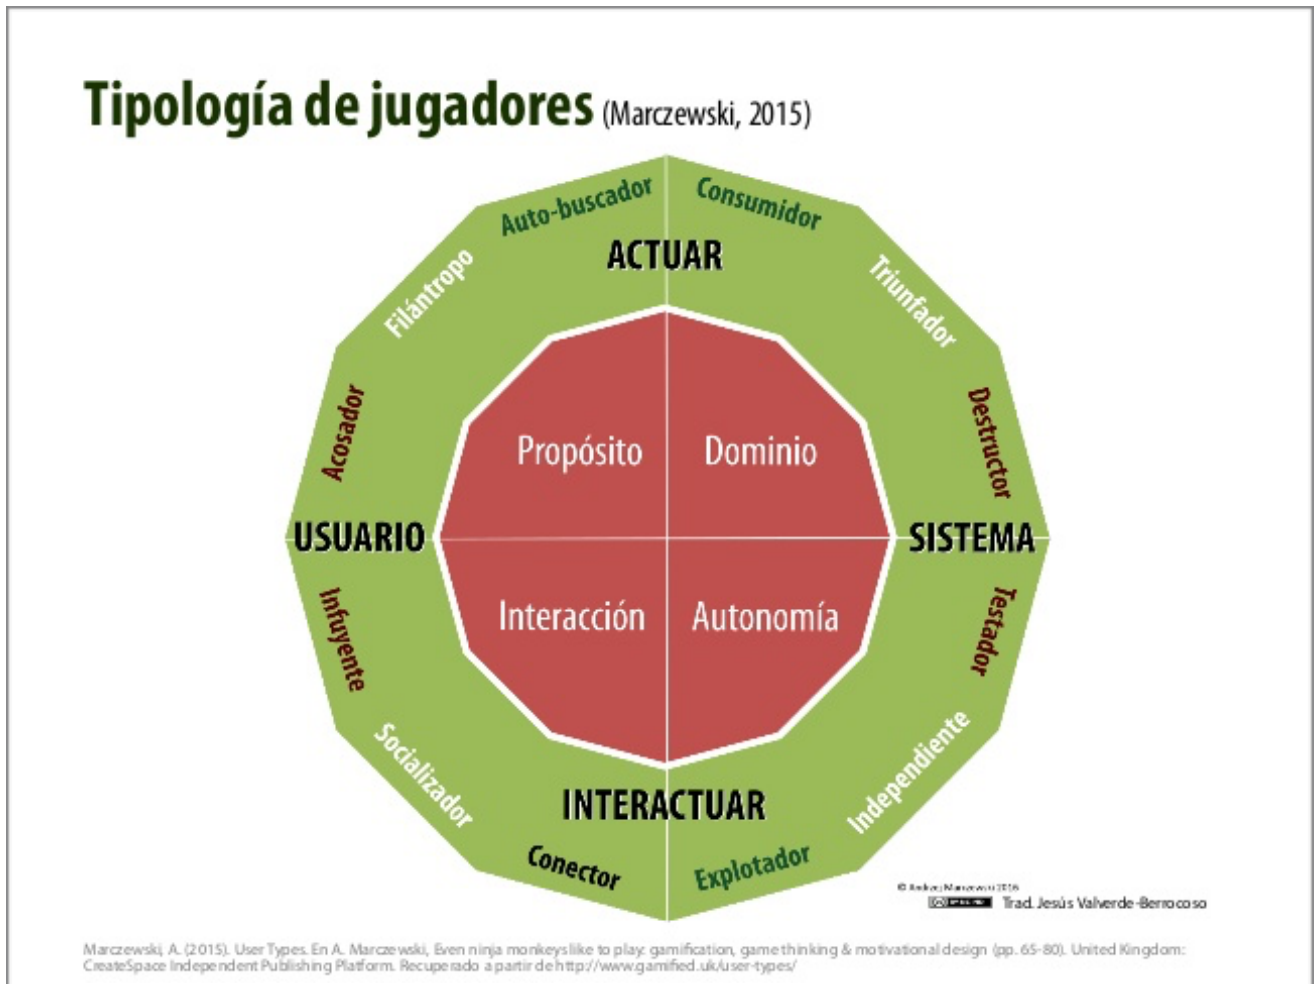 Tipología de jugadores (Marczewski, 2015)
Auto-buscador
Consumidor
ACTUAR
Filántropo
Triunfador
Acosador
Destructor
Propósito
Dominio
USUARIO
SISTEMA
Interacción
Autonomía
Infuyente
Testador
Socializador
Independiente
INTERACTUAR
Conector
Explotador
© Andrzej Marczewski 2016
Trad. Jesús Valverde-Berrocoso
Marczewski, A. (2015). User Types. En A. Marczewski, Even ninja monkeys like to play: gamification, game thinking & motivational design (pp. 65-80). United Kingdom:
CreateSpace Independent Publishing Platform. Recuperado a partir de http://www.gamified.uk/user-types/